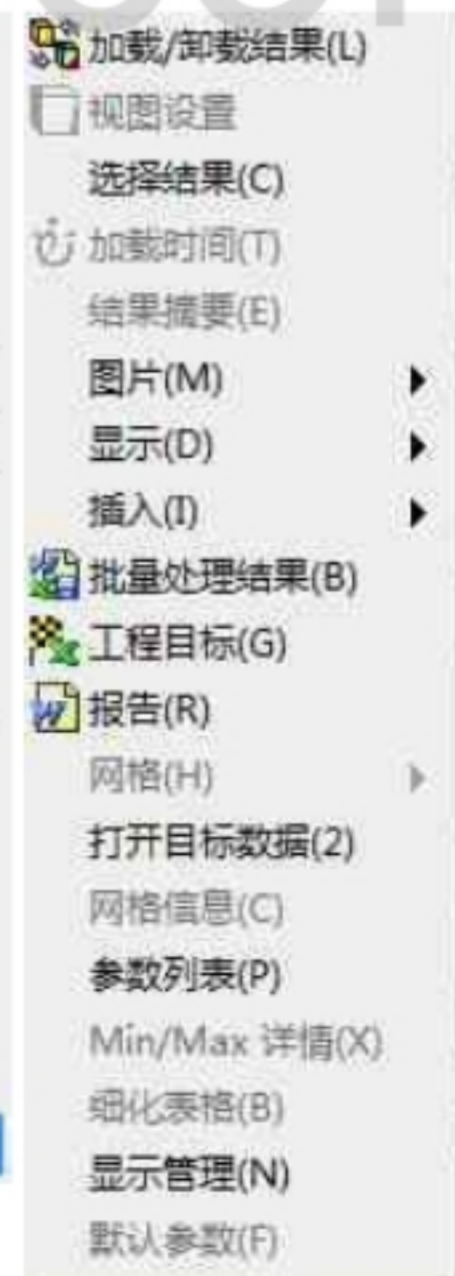 加载/卸载结果(L)
视图设置
选择结果(C)
加载时间(T)
结果摘要(E)
图片(M)
显示(D)
插入(I)
批量处理结果(B)
工程目标(G)
报告(R)
网格(H)
打开目标数据(2)
网格信息(C)
参数列表(P)
Min/Max 详情(X)
细化表格(B)
显示管理(N)
默认参数(F)